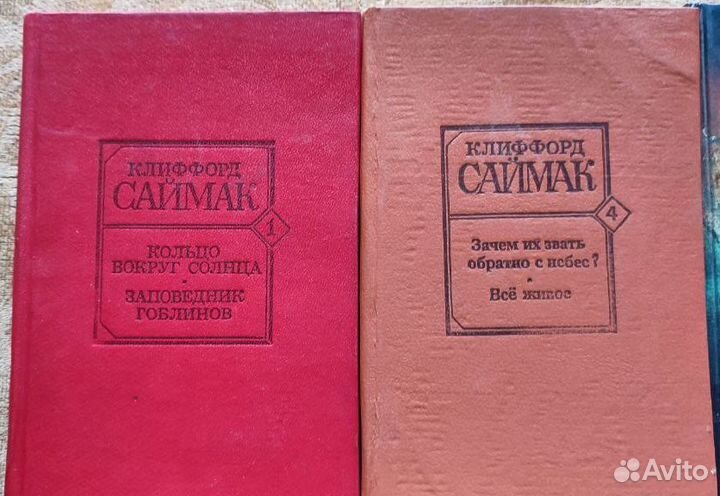 КЛИФФОРД
САЙМАК
1
КОЛЬЦО
ВОКРУГ СОЛНЦА
ЗАПОВЕДНИК
ГОБЛИНОВ
КЛИФФОРД
САЙМАК
4
Зачем их звать
обратно с небес?
Всё живое
Avito